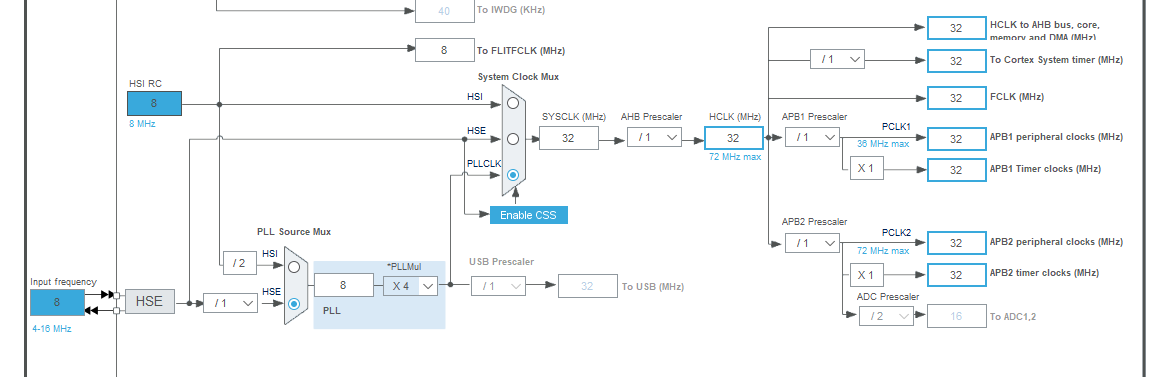 40
To IWDG (KHz)
8
To FLITFCLK (MHz)
HSI RC
8
8 MHz
System Clock Mux
HSI
HSE
PLLCLK
SYSCLK (MHz)
32
AHB Prescaler
/ 1
HCLK (MHz)
32
72 MHz max
Enable CSS
32
HCLK to AHB bus, core,
memory and DMA (MHz)
/ 1
32
To Cortex System timer (MHz)
32
FCLK (MHz)
APB1 Prescaler
/ 1
PCLK1
36 MHz max
32
APB1 peripheral clocks (MHz)
X 1
32
APB1 Timer clocks (MHz)
APB2 Prescaler
/ 1
PCLK2
72 MHz max
32
APB2 peripheral clocks (MHz)
X 1
32
APB2 timer clocks (MHz)
ADC Prescaler
/ 2
16
To ADC1,2
PLL Source Mux
/ 2
HSI
HSE
/ 1
Input frequency
8
4-16 MHz
HSE
8
*PLLMul
X 4
PLL
USB Prescaler
/ 1
32
To USB (MHz)